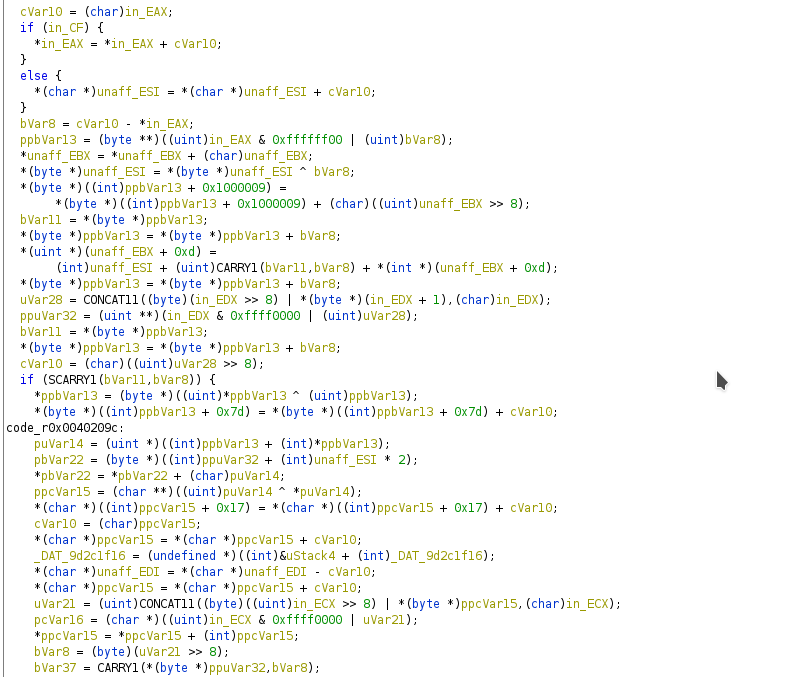 cVar10 = (char)in_EAX;
if (in_CF) {
*in_EAX = *in_EAX + cVar10;
}
else {
*(char *)unaff_ESI = *(char *)unaff_ESI + cVar10;
}
bVar8 = cVar10 - *in_EAX;
ppbVar13 = (byte **)((uint)in_EAX & 0xffffff00 | (uint)bVar8);
*unaff_EBX = *unaff_EBX + (char)unaff_EBX;
*(byte *)unaff_ESI = *(byte *)unaff_ESI ^ bVar8;
*(byte *)((int)ppbVar13 + 0x1000009) =
*(byte *)((int)ppbVar13 + 0x1000009) + (char)((uint)unaff_EBX >> 8);
bVar11 = *(byte *)ppbVar13;
*(byte *)ppbVar13 = *(byte *)ppbVar13 + bVar8;
*(uint *)(unaff_EBX + 0xd) =
(int)unaff_ESI + (uint)CARRY1(bVar11,bVar8) + *(int *)(unaff_EBX + 0xd);
*(byte *)ppbVar13 = *(byte *)ppbVar13 + bVar8;
uVar28 = CONCAT11((byte)(in_EDX >> 8) | *(byte *)(in_EDX + 1),(char)in_EDX);
ppuVar32 = (uint **)(in_EDX & 0xffff0000 | (uint)uVar28);
bVar11 = *(byte *)ppbVar13;
*(byte *)ppbVar13 = *(byte *)ppbVar13 + bVar8;
cVar10 = (char)((uint)uVar28 >> 8);
if (SCARRY1(bVar11,bVar8)) {
*ppbVar13 = (byte *)((uint)*ppbVar13 ^ (uint)ppbVar13);
*(byte *)((int)ppbVar13 + 0x7d) = *(byte *)((int)ppbVar13 + 0x7d) + cVar10;
code_r0x0040209c:
puVar14 = (uint *)((int)ppbVar13 + (int)*ppbVar13);
pbVar22 = (byte *)((int)ppuVar32 + (int)unaff_ESI * 2);
*pbVar22 = *pbVar22 + (char)puVar14;
ppcVar15 = (char **)((uint)puVar14 ^ *puVar14);
*(char *)((int)ppcVar15 + 0x17) = *(char *)((int)ppcVar15 + 0x17) + cVar10;
cVar10 = (char)ppcVar15;
*(char *)ppcVar15 = *(char *)ppcVar15 + cVar10;
_DAT_9d2c1f16 = (undefined *)((int)&uStack4 + (int)_DAT_9d2c1f16);
*(char *)unaff_EDI = *(char *)unaff_EDI - cVar10;
*(char *)ppcVar15 = *(char *)ppcVar15 + cVar10;
uVar21 = (uint)CONCAT11((byte)((uint)in_ECX >> 8) | *(byte *)ppcVar15,(char)in_ECX);
pcVar16 = (char *)((uint)in_ECX & 0xffff0000 | uVar21);
*ppcVar15 = *ppcVar15 + (int)ppcVar15;
bVar8 = (byte)(uVar21 >> 8);
bVar37 = CARRY1(*(byte *)ppuVar32,bVar8);